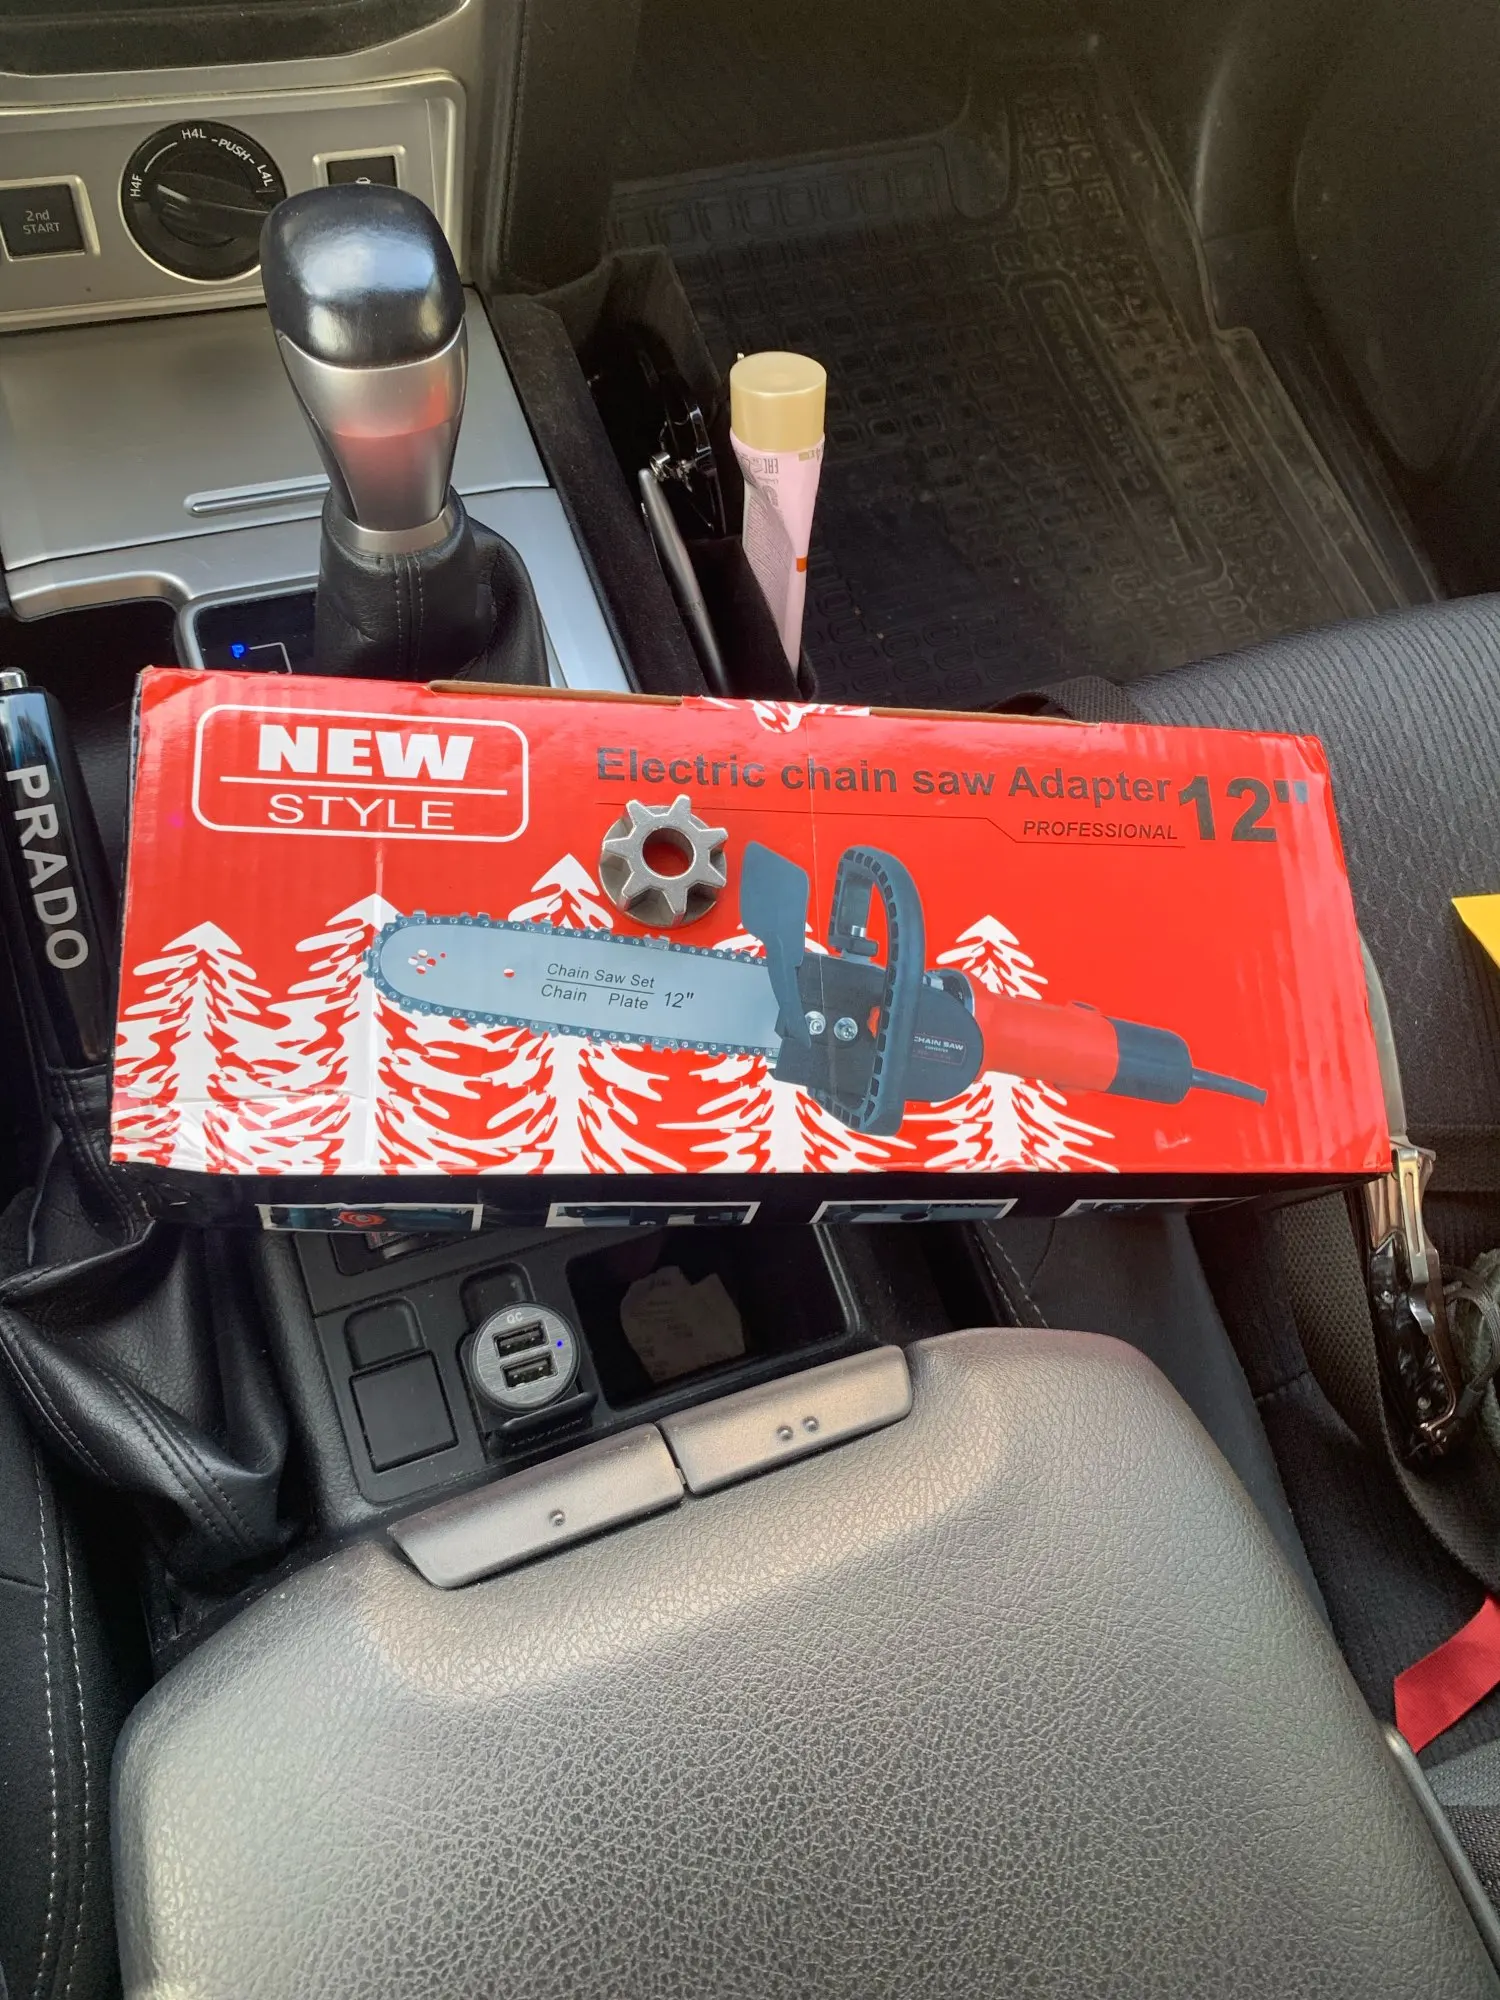 H4L
-PUSH-
L4L
H4F
2nd
START
P
PRADO
NEW
STYLE
Electric chain saw Adapter 12"
PROFESSIONAL
Chain Saw Set
Chain Plate 12"
CHAIN SAW
EAC
QC